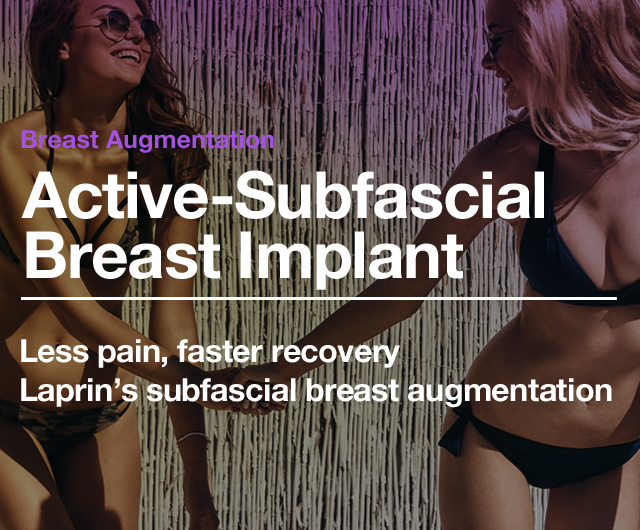 Breast Augmentation
Active-Subfascial
Breast Implant
Less pain, faster recovery
Laprin’s subfascial breast augmentation